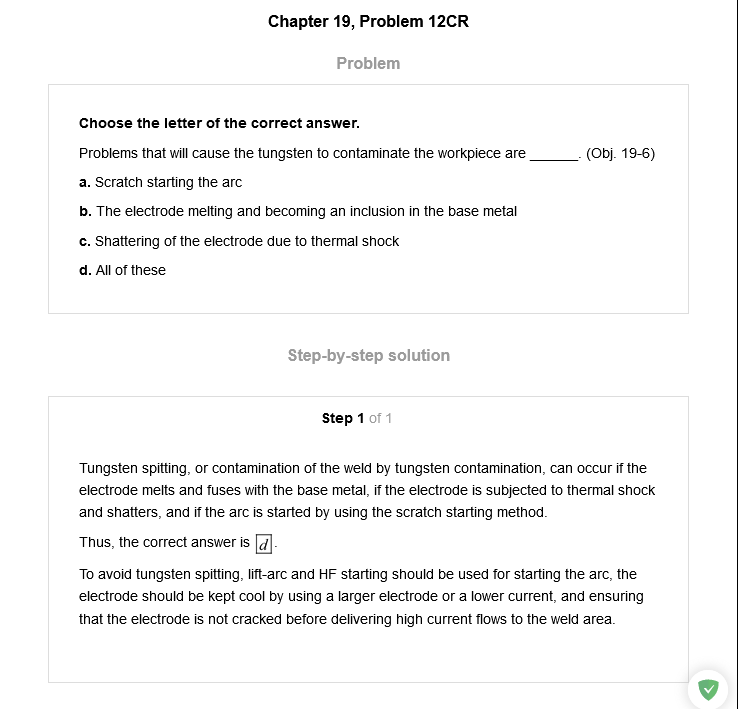 Chapter 19, Problem 12CR
Problem
Choose the letter of the correct answer.
Problems that will cause the tungsten to contaminate the workpiece are ______. (Obj. 19-6)
a. Scratch starting the arc
b. The electrode melting and becoming an inclusion in the base metal
c. Shattering of the electrode due to thermal shock
d. All of these
Step-by-step solution
Step 1 of 1
Tungsten spitting, or contamination of the weld by tungsten contamination, can occur if the
electrode melts and fuses with the base metal, if the electrode is subjected to thermal shock
and shatters, and if the arc is started by using the scratch starting method.
Thus, the correct answer is d.
To avoid tungsten spitting, lift-arc and HF starting should be used for starting the arc, the
electrode should be kept cool by using a larger electrode or a lower current, and ensuring
that the electrode is not cracked before delivering high current flows to the weld area.